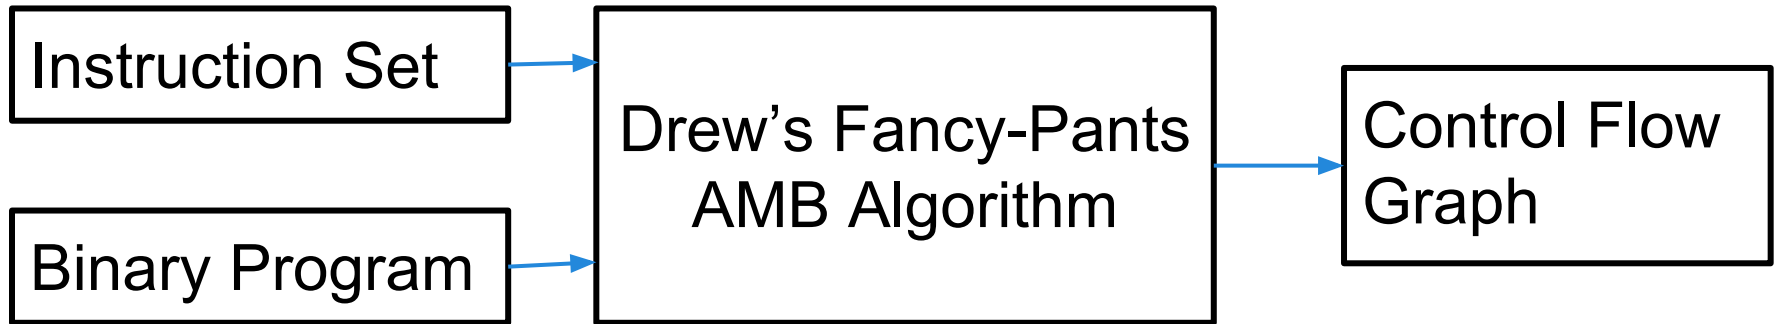 Instruction Set
Binary Program
Drew’s Fancy-Pants
AMB Algorithm
Control Flow
Graph